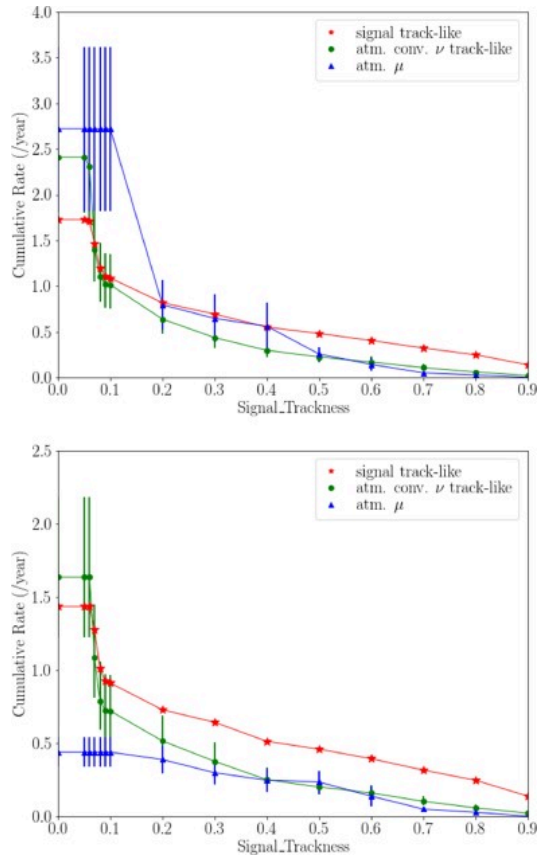 4.0
3.5
3.0
2.5
2.0
1.5
1.0
0.5
0.0
Cumulative Rate (/year)
signal track-like
atm. conv. ν track-like
atm. μ
0.0 0.1 0.2 0.3 0.4 0.5 0.6 0.7 0.8 0.9
Signal_Trackness
2.5
2.0
1.5
1.0
0.5
0.0
Cumulative Rate (/year)
signal track-like
atm. conv. ν track-like
atm. μ
0.0 0.1 0.2 0.3 0.4 0.5 0.6 0.7 0.8 0.9
Signal_Trackness